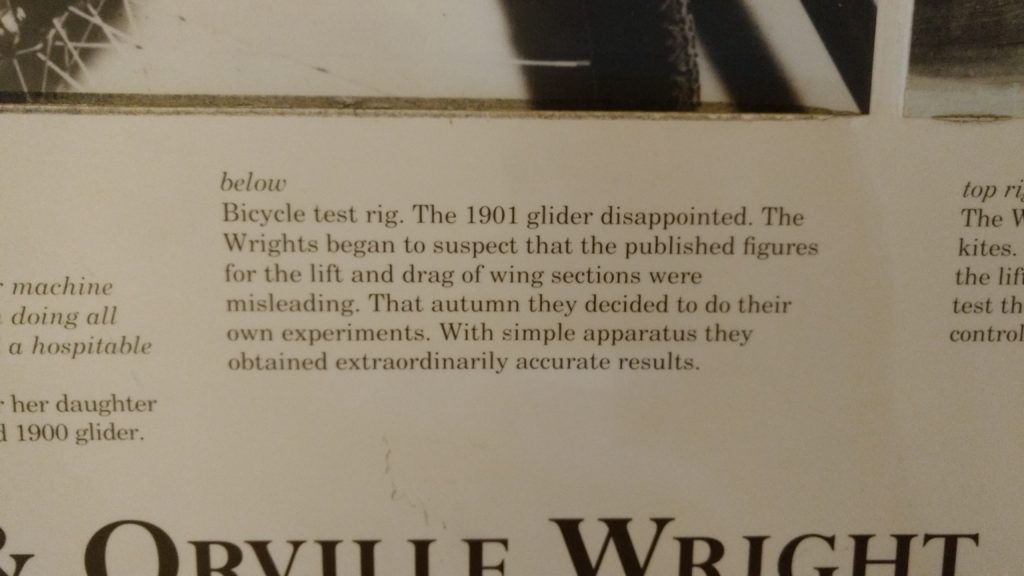 below
Bicycle test rig. The 1901 glider disappointed. The
Wrights began to suspect that the published figures
for the lift and drag of wing sections were
misleading. That autumn they decided to do their
own experiments. With simple apparatus they
obtained extraordinarily accurate results.
machine
doing all
a hospitable
her daughter
1900 glider.
top
The
kites.
the
test
& ORVILLE WRIGHT